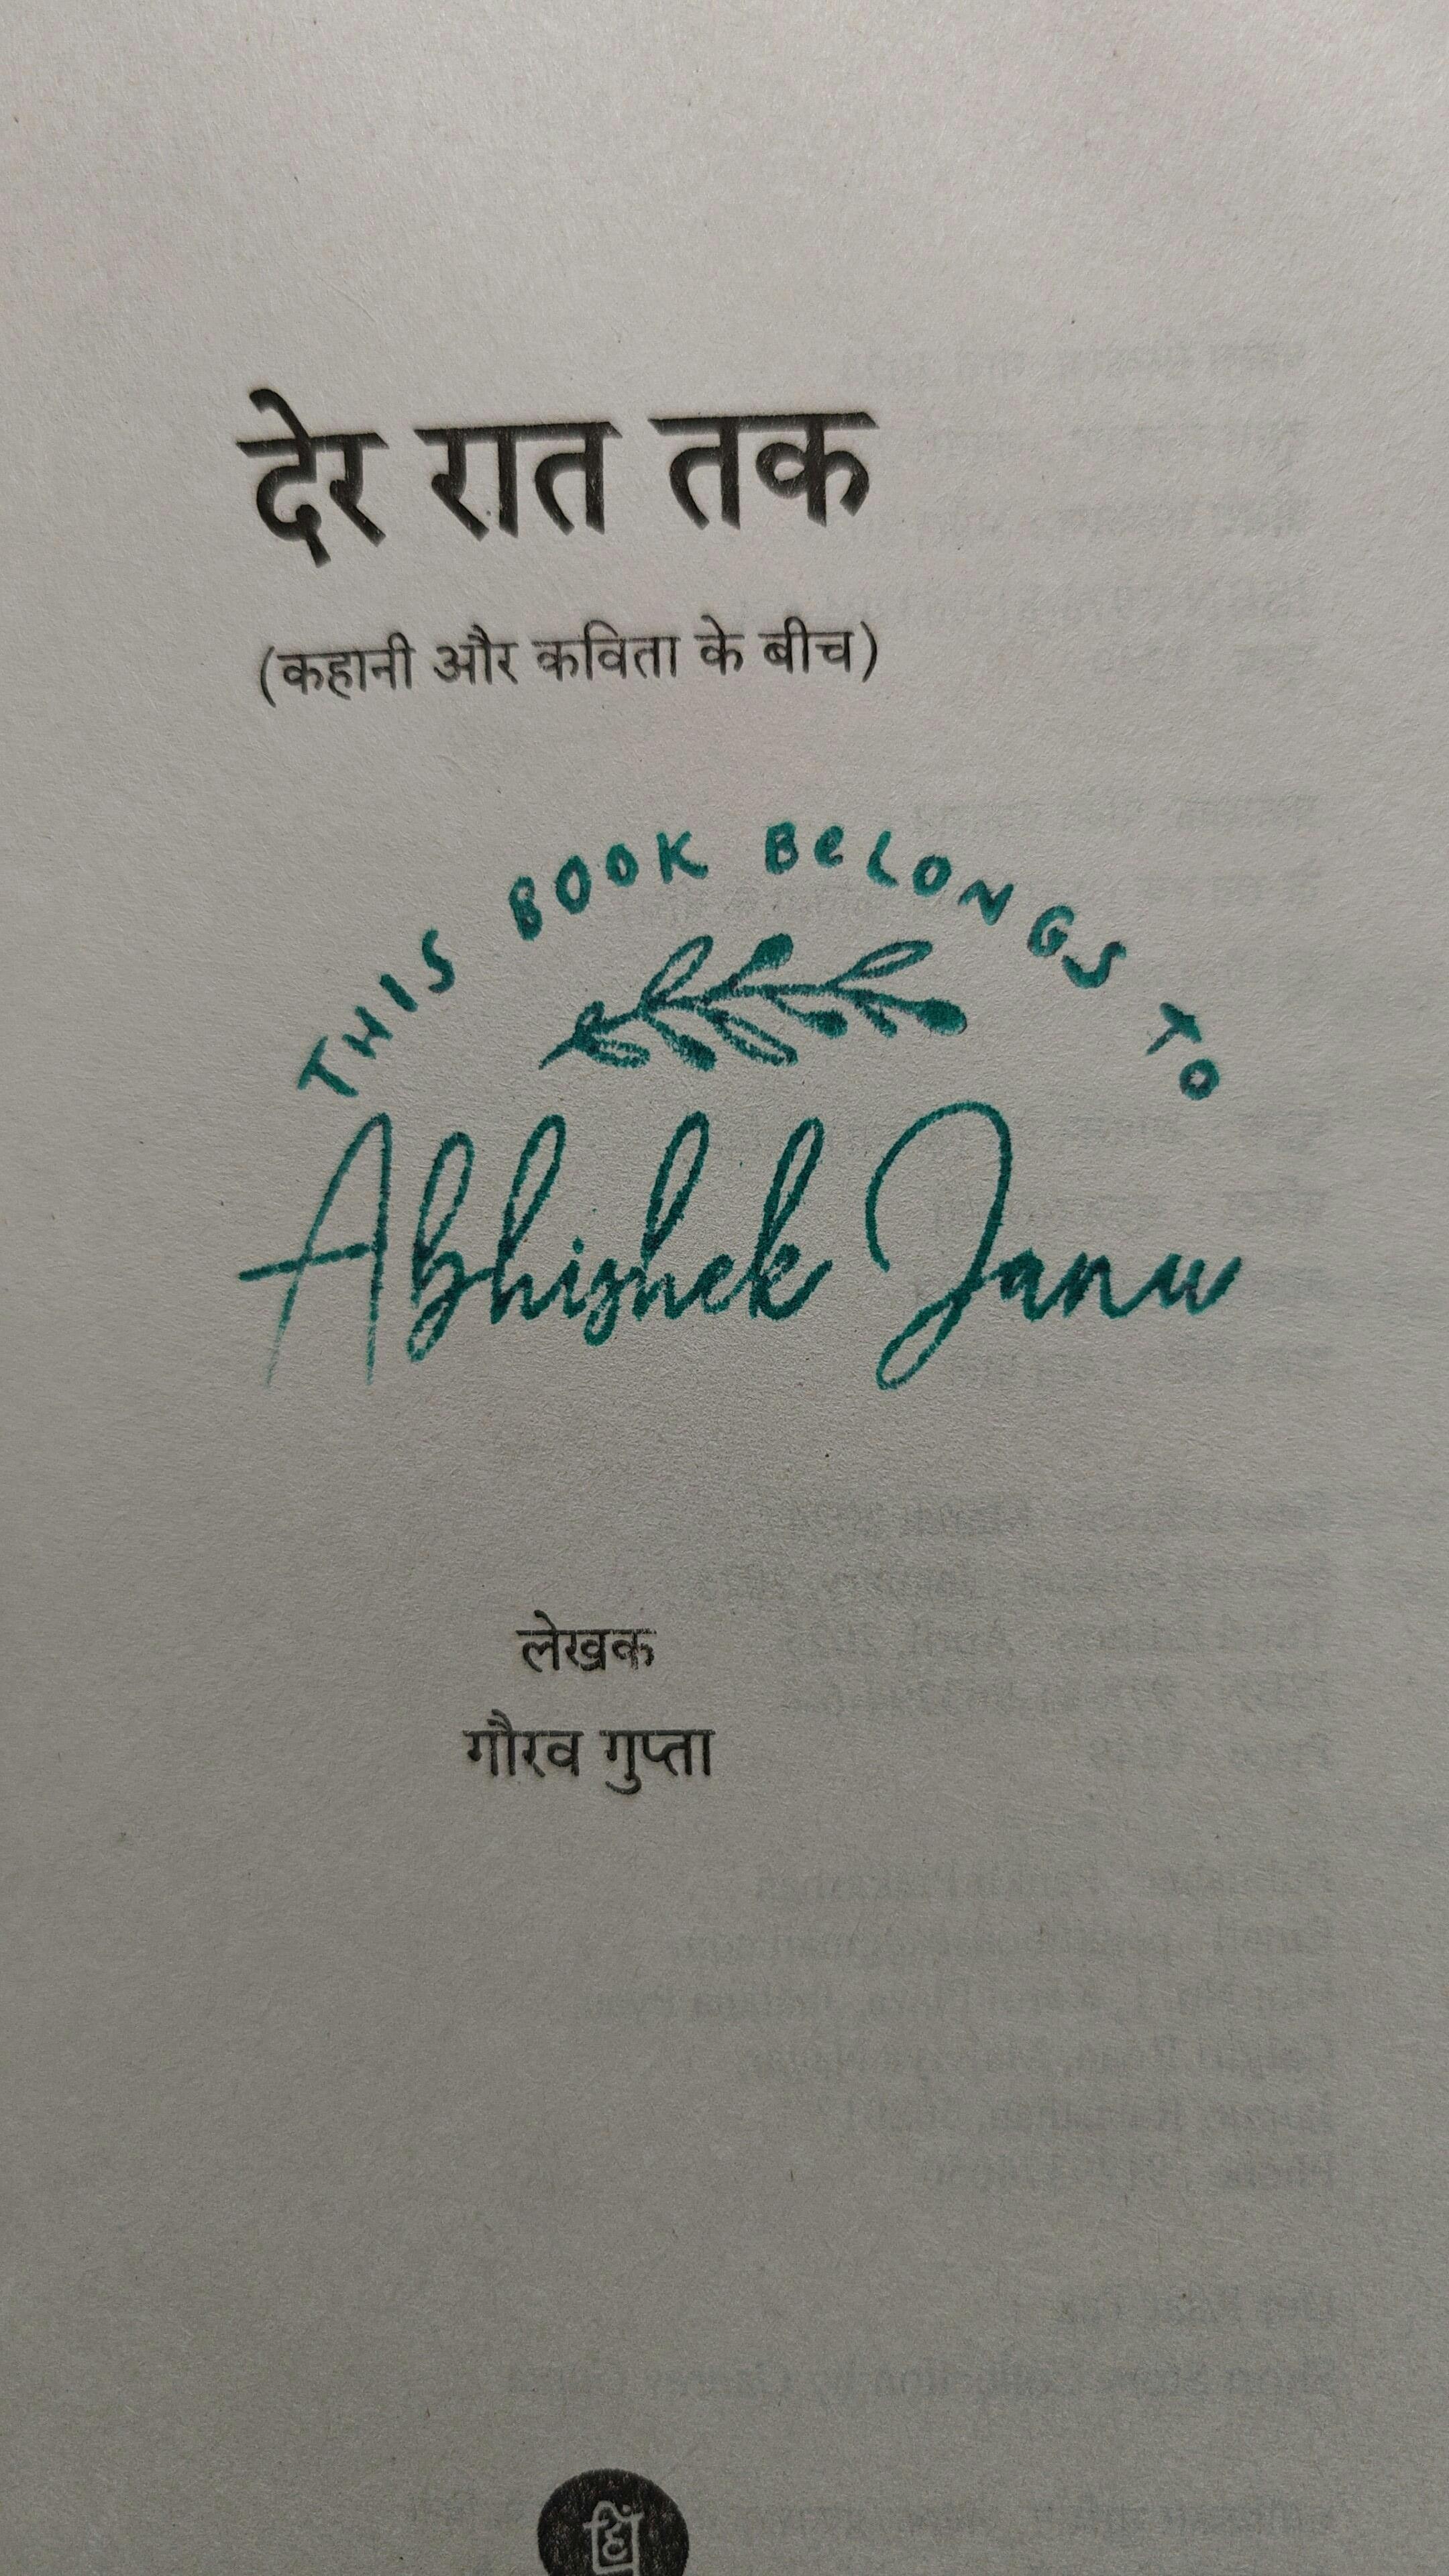 देर रात तक
(कहानी और कविता के बीच)
THIS BOOK BeLONGS TO
Abhishek Janu
लेखक
गौरव गुप्ता
हिं